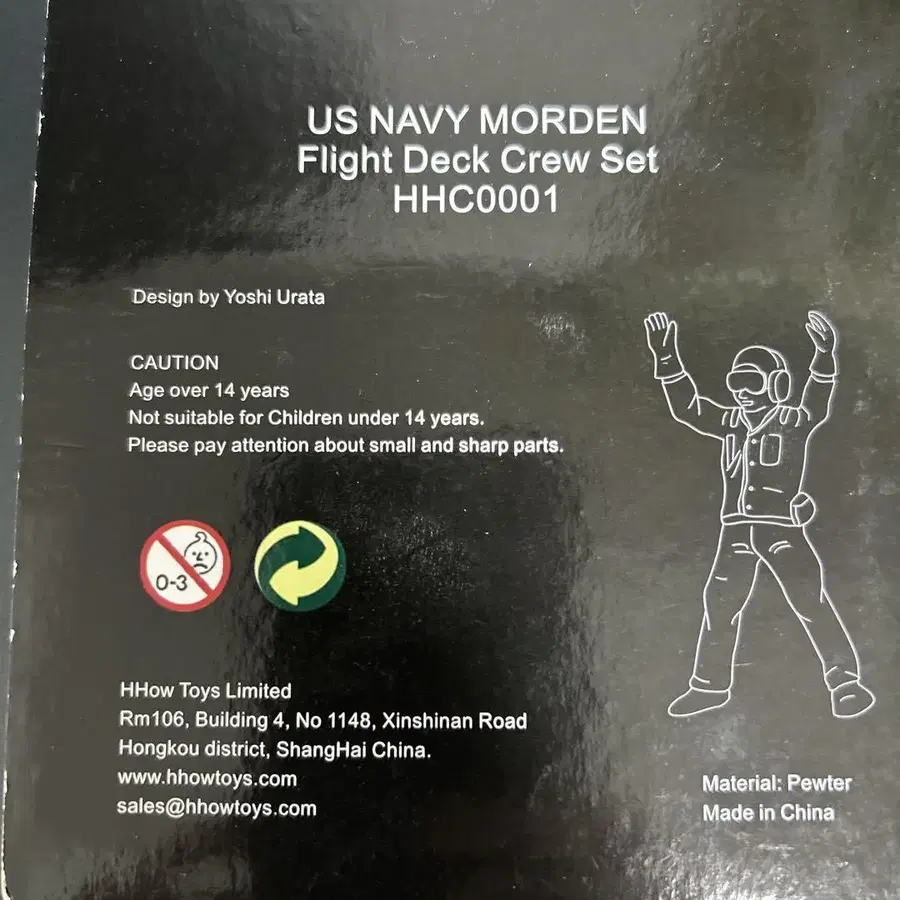 US NAVY MORDEN
Flight Deck Crew Set
HHC0001
Design by Yoshi Urata
CAUTION
Age over 14 years
Not suitable for Children under 14 years.
Please pay attention about small and sharp parts.
0-3
HHow Toys Limited
Rm106, Building 4, No 1148, Xinshinan Road
Hongkou district, ShangHai China.
www.hhowtoys.com
sales@hhowtoys.com
Material: Pewter
Made in China